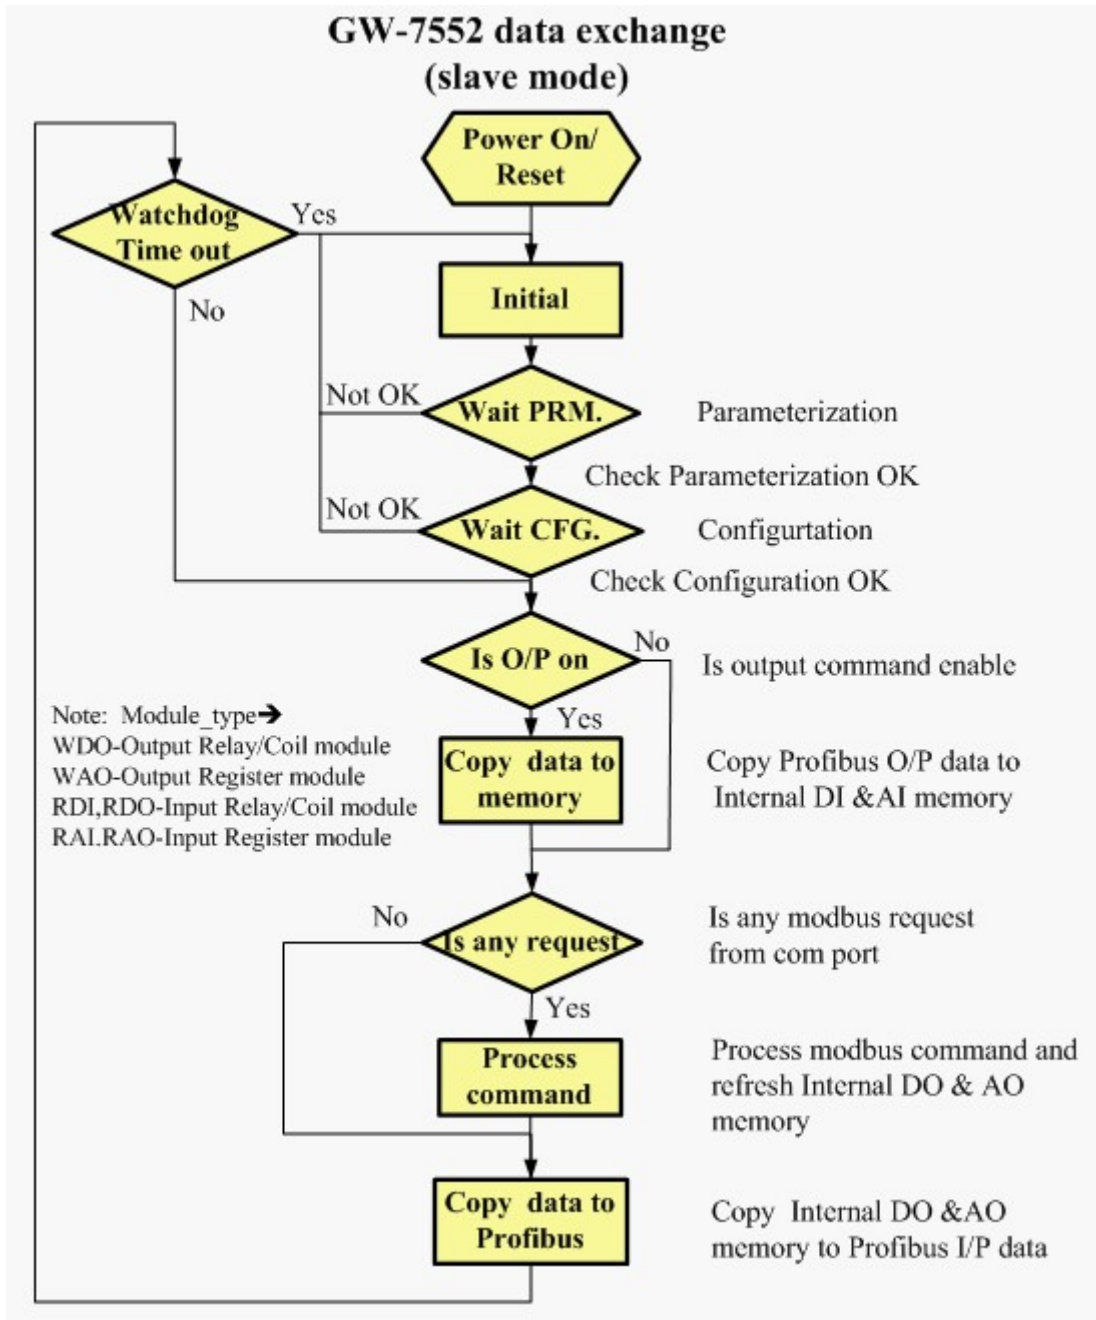 GW-7552 data exchange
(slave mode)
Power On/
Reset
Watchdog
Time out
Yes
No
Initial
Not OK
Wait PRM.
Parameterization
Check Parameterization OK
Not OK
Wait CFG.
Configurtation
Check Configuration OK
Is O/P on
No
Is output command enable
Yes
Note:  Module_type➔
WDO-Output Relay/Coil module
WAO-Output Register module
RDI,RDO-Input Relay/Coil module
RAI.RAO-Input Register module
Copy  data to
memory
Copy Profibus O/P data to
Internal DI &AI memory
No
Is any request
Is any modbus request
from com port
Yes
Process
command
Process modbus command and
refresh Internal DO & AO
memory
Copy  data to
Profibus
Copy  Internal DO &AO
memory to Profibus I/P data